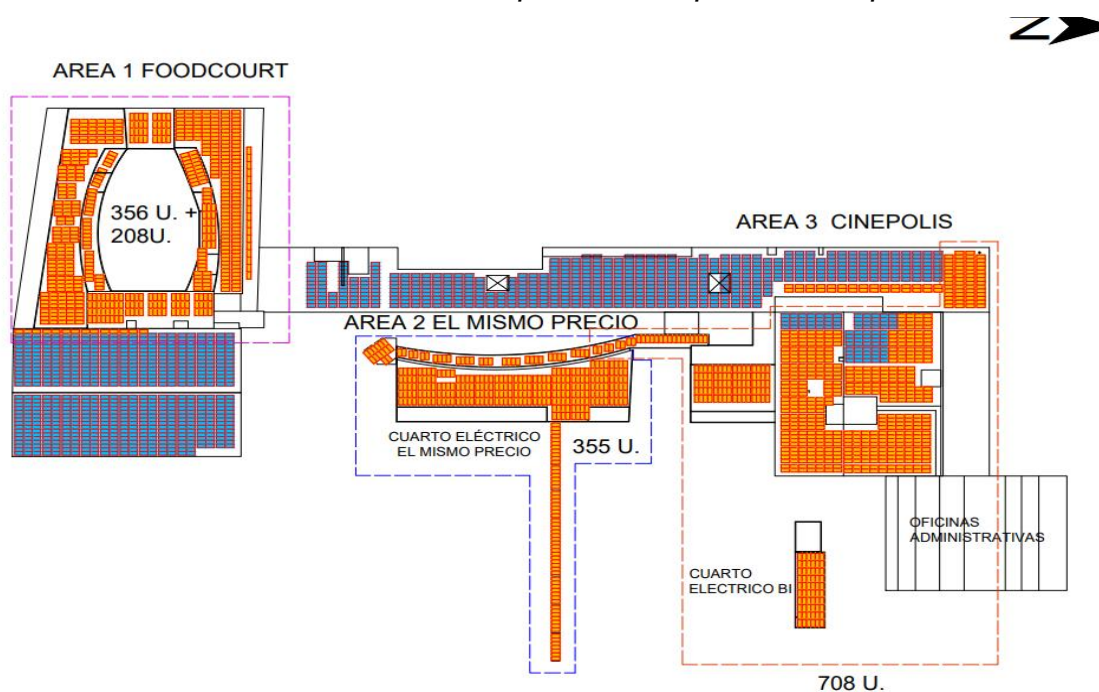 AREA 1 FOODCOURT
356 U. +
208U.
AREA 3 CINEPOLIS
AREA 2 EL MISMO PRECIO
CUARTO ELÉCTRICO
EL MISMO PRECIO
355 U.
OFICINAS
ADMINISTRATIVAS
CUARTO
ELECTRICO BI
708 U.